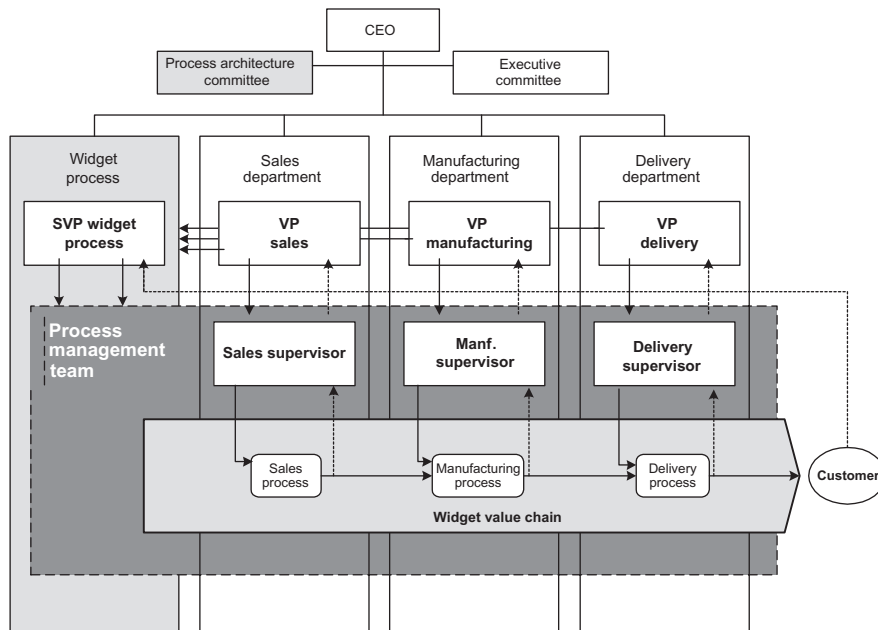 CEO
Process architecture
committee
Executive
committee
Widget
process
Sales
department
Manufacturing
department
Delivery
department
SVP widget
process
VP
sales
VP
manufacturing
VP
delivery
Process
management
team
Sales supervisor
Manf.
supervisor
Delivery
supervisor
Sales
process
Manufacturing
process
Delivery
process
Customer
Widget value chain